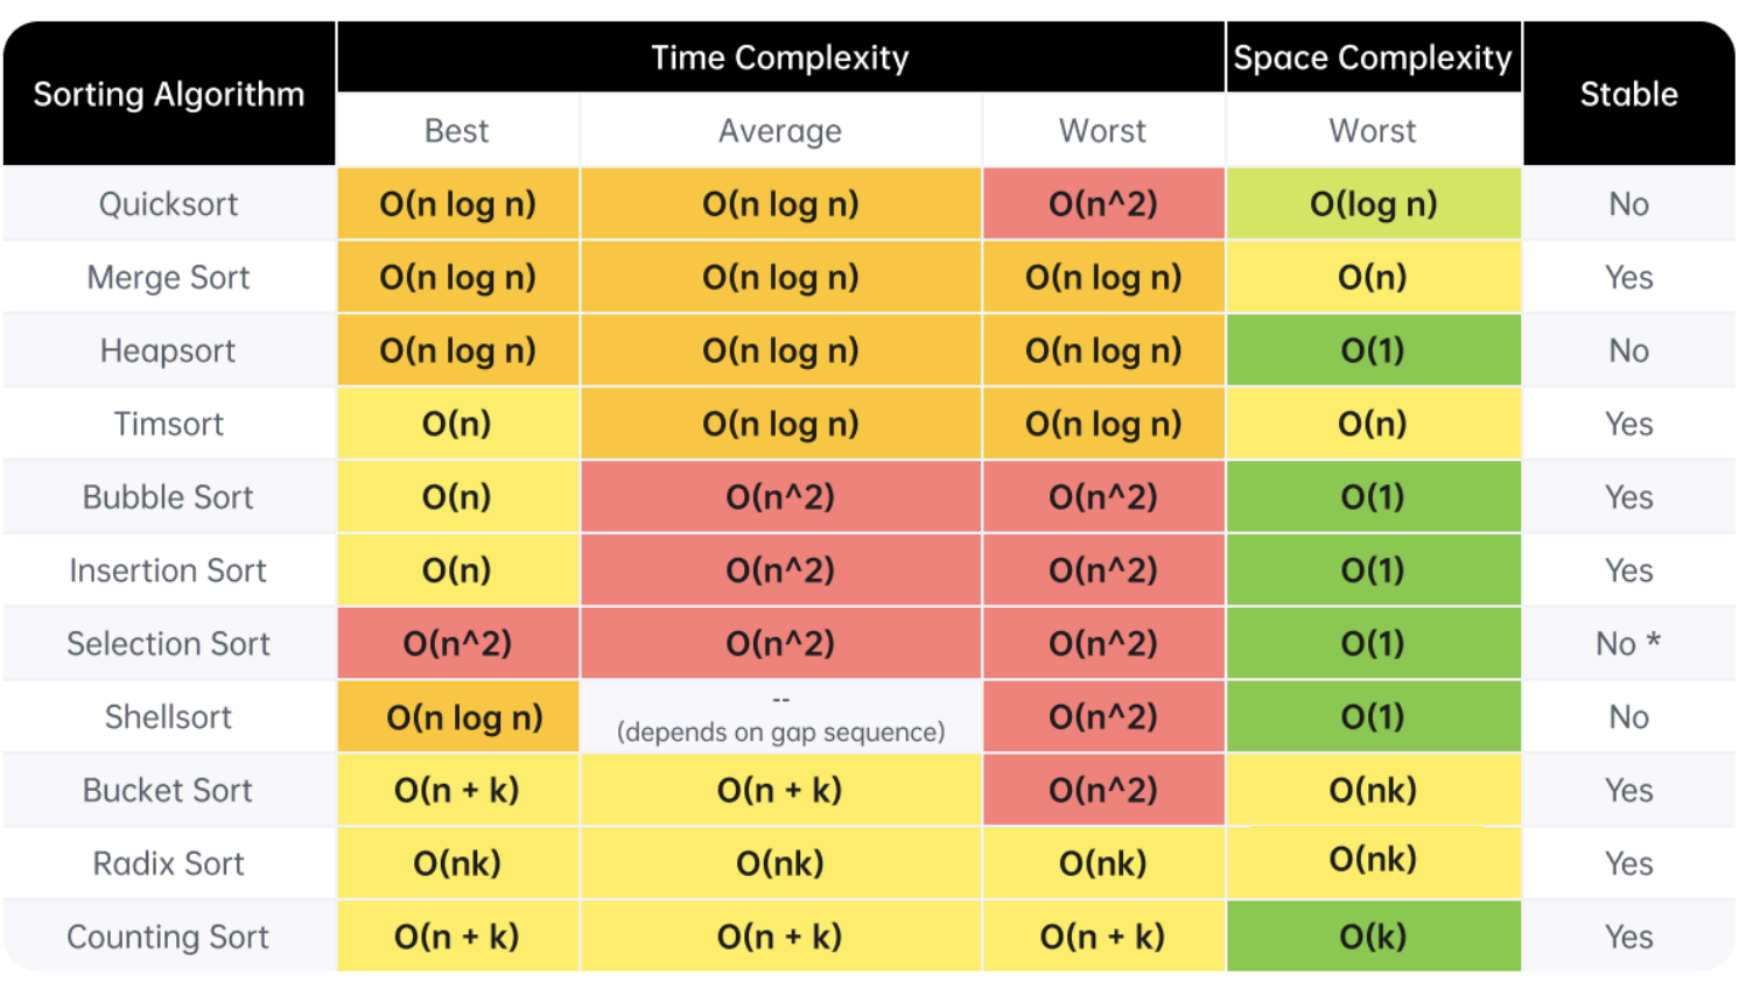 Sorting Algorithm Time Complexity Space Complexity Stable
Best Average Worst Worst
Quicksort O(n log n) O(n log n) O(n^2) O(log n) No
Merge Sort O(n log n) O(n log n) O(n log n) O(n) Yes
Heapsort O(n log n) O(n log n) O(n log n) O(1) No
Timsort O(n) O(n log n) O(n log n) O(n) Yes
Bubble Sort O(n) O(n^2) O(n^2) O(1) Yes
Insertion Sort O(n) O(n^2) O(n^2) O(1) Yes
Selection Sort O(n^2) O(n^2) O(n^2) O(1) No *
Shellsort O(n log n) -- (depends on gap sequence) O(n^2) O(1) No
Bucket Sort O(n + k) O(n + k) O(n^2) O(nk) Yes
Radix Sort O(nk) O(nk) O(nk) O(nk) Yes
Counting Sort O(n + k) O(n + k) O(n + k) O(k) Yes